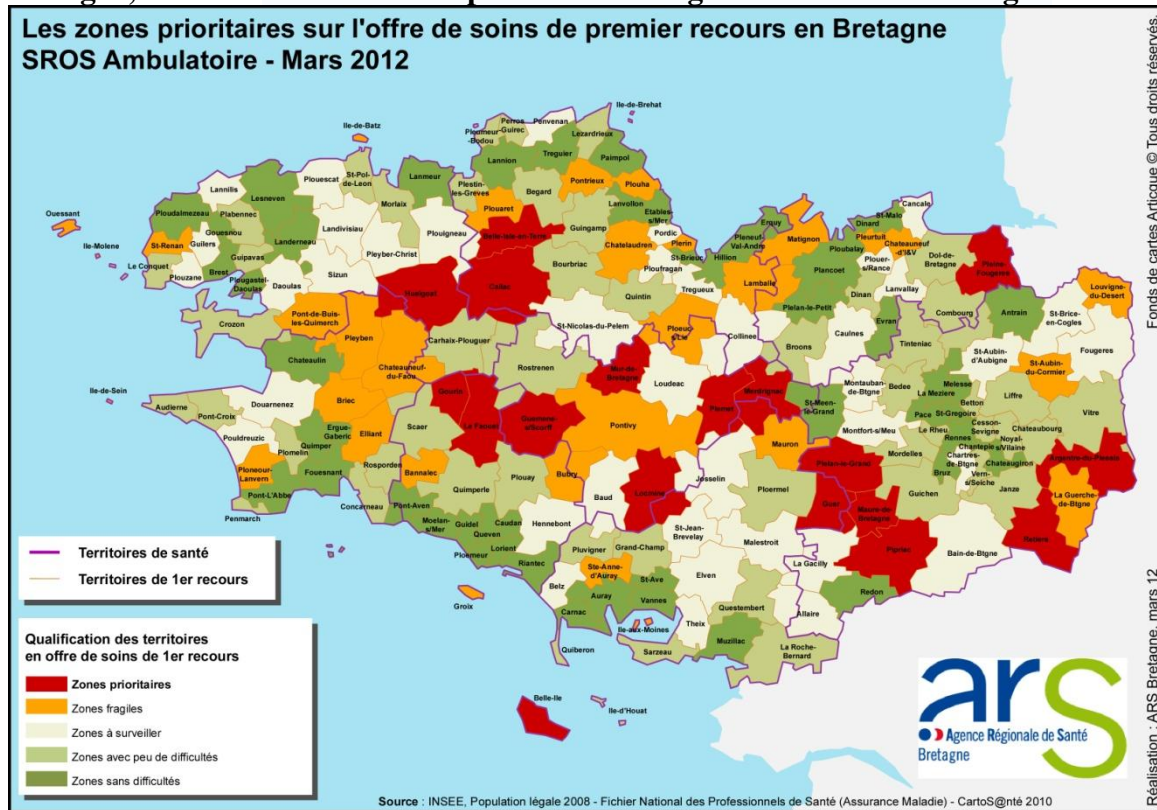 Les zones prioritaires sur l'offre de soins de premier recours en Bretagne
SROS Ambulatoire - Mars 2012
Fonds de cartes Articque © Tous droits réservés.
Ile-de-Brehat
Ile-de-Batz
Perros
-Guirec
Penvenan
Pleumeur-
Bodou
Lezardrieux
Lannion
Treguier
Paimpol
Plouescat
St-Pol-
de-Leon
Lanmeur
Lannilis
Lesneven
Plestin-
les-Greves
Pontrieux
Plouha
Begard
Ploudalmezeau
Plabennec
Morlaix
Plouaret
Lanvollon
Etables-
s/Mer
Cancale
Ouessant
Gouesnou
Landivisiau
Plouigneau
Belle-Isle-en-Terre
Guingamp
Erquy
Dinard
St-Malo
Ile-Molene
St-Renan
Guilers
Landerneau
Pleyber-Christ
Chatelaudren
Pordic
Plerin
Pleneuf-
Val-Andre
Matignon
Pleurtuit
Ploubalay
Chateauneuf
-d'I&V
Le Conquet
Guipavas
Plouzane
Brest
Sizun
Bourbriac
St-Brieuc
Hillion
Plouer-
s/Rance
Dol-de-
Bretagne
Pleine-
Fougeres
Plougastel-
Daoulas
Daoulas
Huelgoat
Callac
Ploufragan
Plancoet
Louvigne-
du-Desert
Tregueux
Lamballe
Lanvallay
Quintin
Dinan
Plelan-le-Petit
Combourg
Antrain
Crozon
Pont-de-Buis-
les-Quimerch
Pleyben
Carhaix-Plouguer
St-Nicolas-du-Pelem
Ploeuc-
s/Lie
Collinee
Evran
St-Brice-
en-Cogles
Broons
Caulnes
Tinteniac
Fougeres
Chateaulin
Chateauneuf-
du-Faou
Rostrenen
Mur-de-
Bretagne
Loudeac
St-Aubin-
d'Aubigne
St-Aubin-
du-Cormier
Ile-de-Sein
Audierne
Pont-Croix
Douarnenez
Briec
Gourin
Le Faouet
Guemene-
s/Scorff
Pontivy
Plemet
Merdrignac
St-Meen-
le-Grand
Montauban-
de-Btgne
Bedee
Melesse
La Meziere
Betton
Liffre
Vitre
Pouldreuzic
Ergue-
Gaberic
Quimper
Elliant
Scaer
Pace
St-Gregoire
Cesson-
Sevigne
Chateaubourg
Plomelin
Mauron
Montfort-s/Meu
Le Rheu
Rennes
Noyal-
s/Vilaine
Chantepie
Ploneour-
Lanvern
Fouesnant
Rosporden
Bannalec
Plouay
Bubry
Locmine
Josselin
Plelan-le-Grand
Mordelles
Chartres-
de-Btgne
Chateaugiron
Argentre-du-Plessis
Pont-L'Abbe
Quimperle
Baud
Ploermel
Bruz
Vern-
s/Seiche
La Guerche-
de-Btgne
Penmarch
Concarneau
Pont-Aven
Guer
Maure-de-
Bretagne
Guichen
Janze
Moelan-
s/Mer
Guidel
Caudan
Queven
Hennebont
St-Jean-
Brevelay
Malestroit
Retiers
Lorient
Ploemeur
Riantec
Pluvigner
Grand-Champ
Pipriac
Bain-de-Btgne
Ste-Anne-
d'Auray
Elven
La Gacilly
Belz
St-Ave
Groix
Auray
Vannes
Allaire
Redon
Carnac
Questembert
Ile-aux-Moines
Theix
Muzillac
La Roche-
Bernard
Quiberon
Sarzeau
Belle-Ile
Ile-d'Houat
Territoires de santé
Territoires de 1er recours
Qualification des territoires
en offre de soins de 1er recours
Zones prioritaires
Zones fragiles
Zones à surveiller
Zones avec peu de difficultés
Zones sans difficultés
ars
Agence Régionale de Santé
Bretagne
Réalisation : ARS Bretagne, mars 12
Source : INSEE, Population légale 2008 - Fichier National des Professionnels de Santé (Assurance Maladie) - CartoS@nté 2010